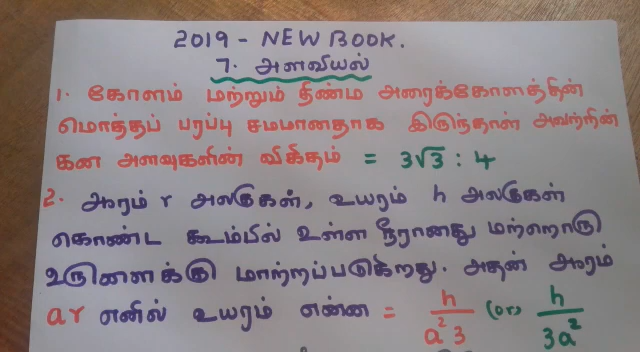 2019 - NEW BOOK.
7. அளவியல்
1. கோளம் மற்றும் திண்ம அரைக்கோளத்தின்
மொத்தப் பரப்பு சமமானதாக இருந்தால் அவற்றின்
கன அளவுகளின் விகிதம் = 3√3 : 4
2. ஆரம் r அலகுகள், உயரம் h அலகுகள்
கொண்ட கூம்பில் உள்ள நீரானது மற்றொரு
உருளைக்கு மாற்றப்படுகிறது. அதன் ஆரம்
ar எனில் உயரம் என்ன = h/a²3 (or) h/3a²